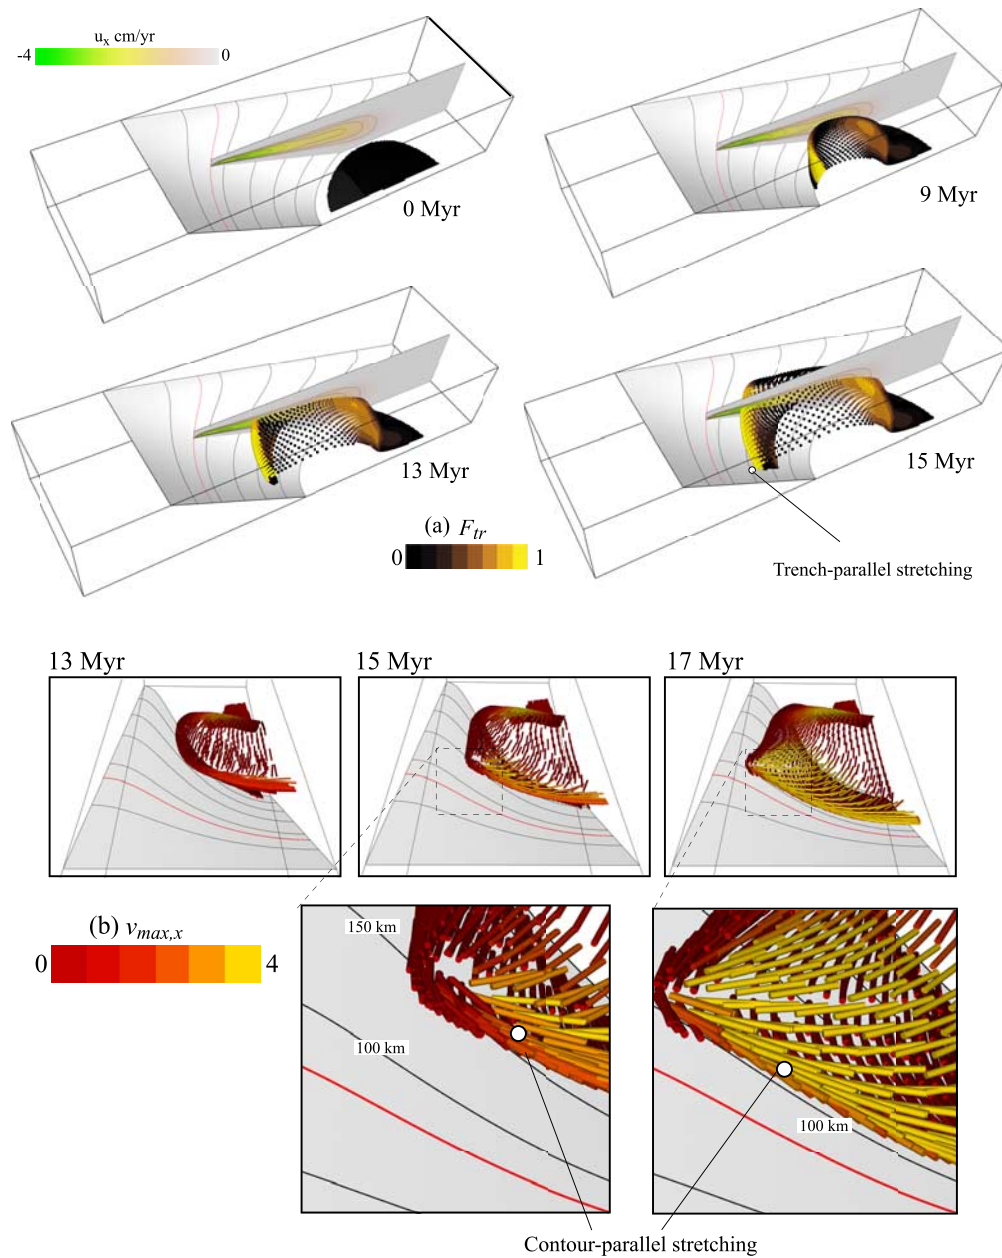 u_x cm/yr
-4 0
0 Myr
9 Myr
13 Myr
15 Myr
(a) F_tr
0 1
Trench-parallel stretching
13 Myr
15 Myr
17 Myr
(b) v_max,x
0 4
150 km
100 km
100 km
Contour-parallel stretching